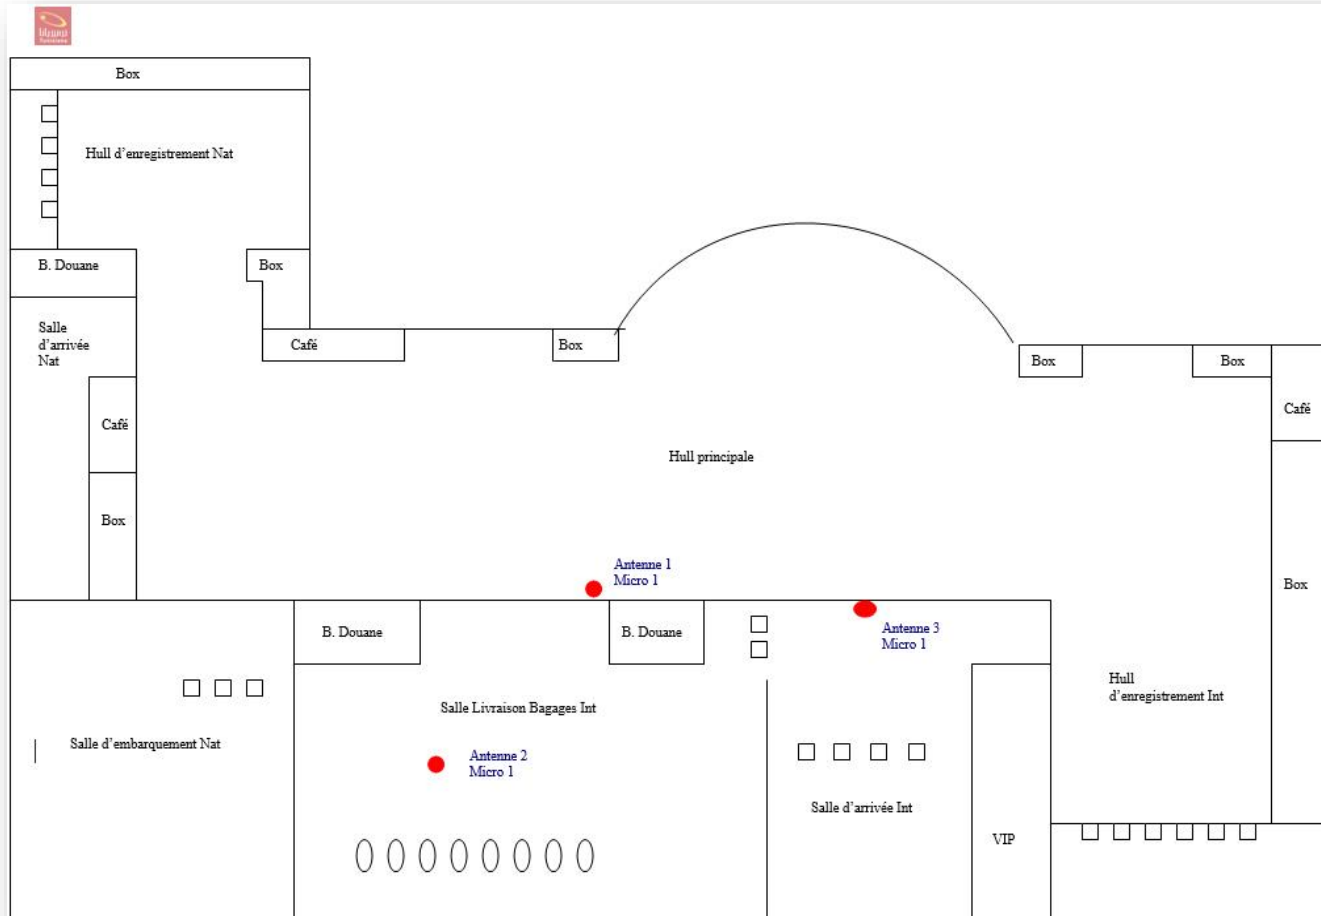 Box
Hull d'enregistrement Nat
B. Douane
Box
Salle
d'arrivée
Nat
Café
Box
Box
Box
Café
Café
Hull principale
Box
Antenne 1
Micro 1
Box
B. Douane
B. Douane
Antenne 3
Micro 1
Hull
d'enregistrement Int
Salle Livraison Bagages Int
Salle d'embarquement Nat
Antenne 2
Micro 1
Salle d'arrivée Int
VIP